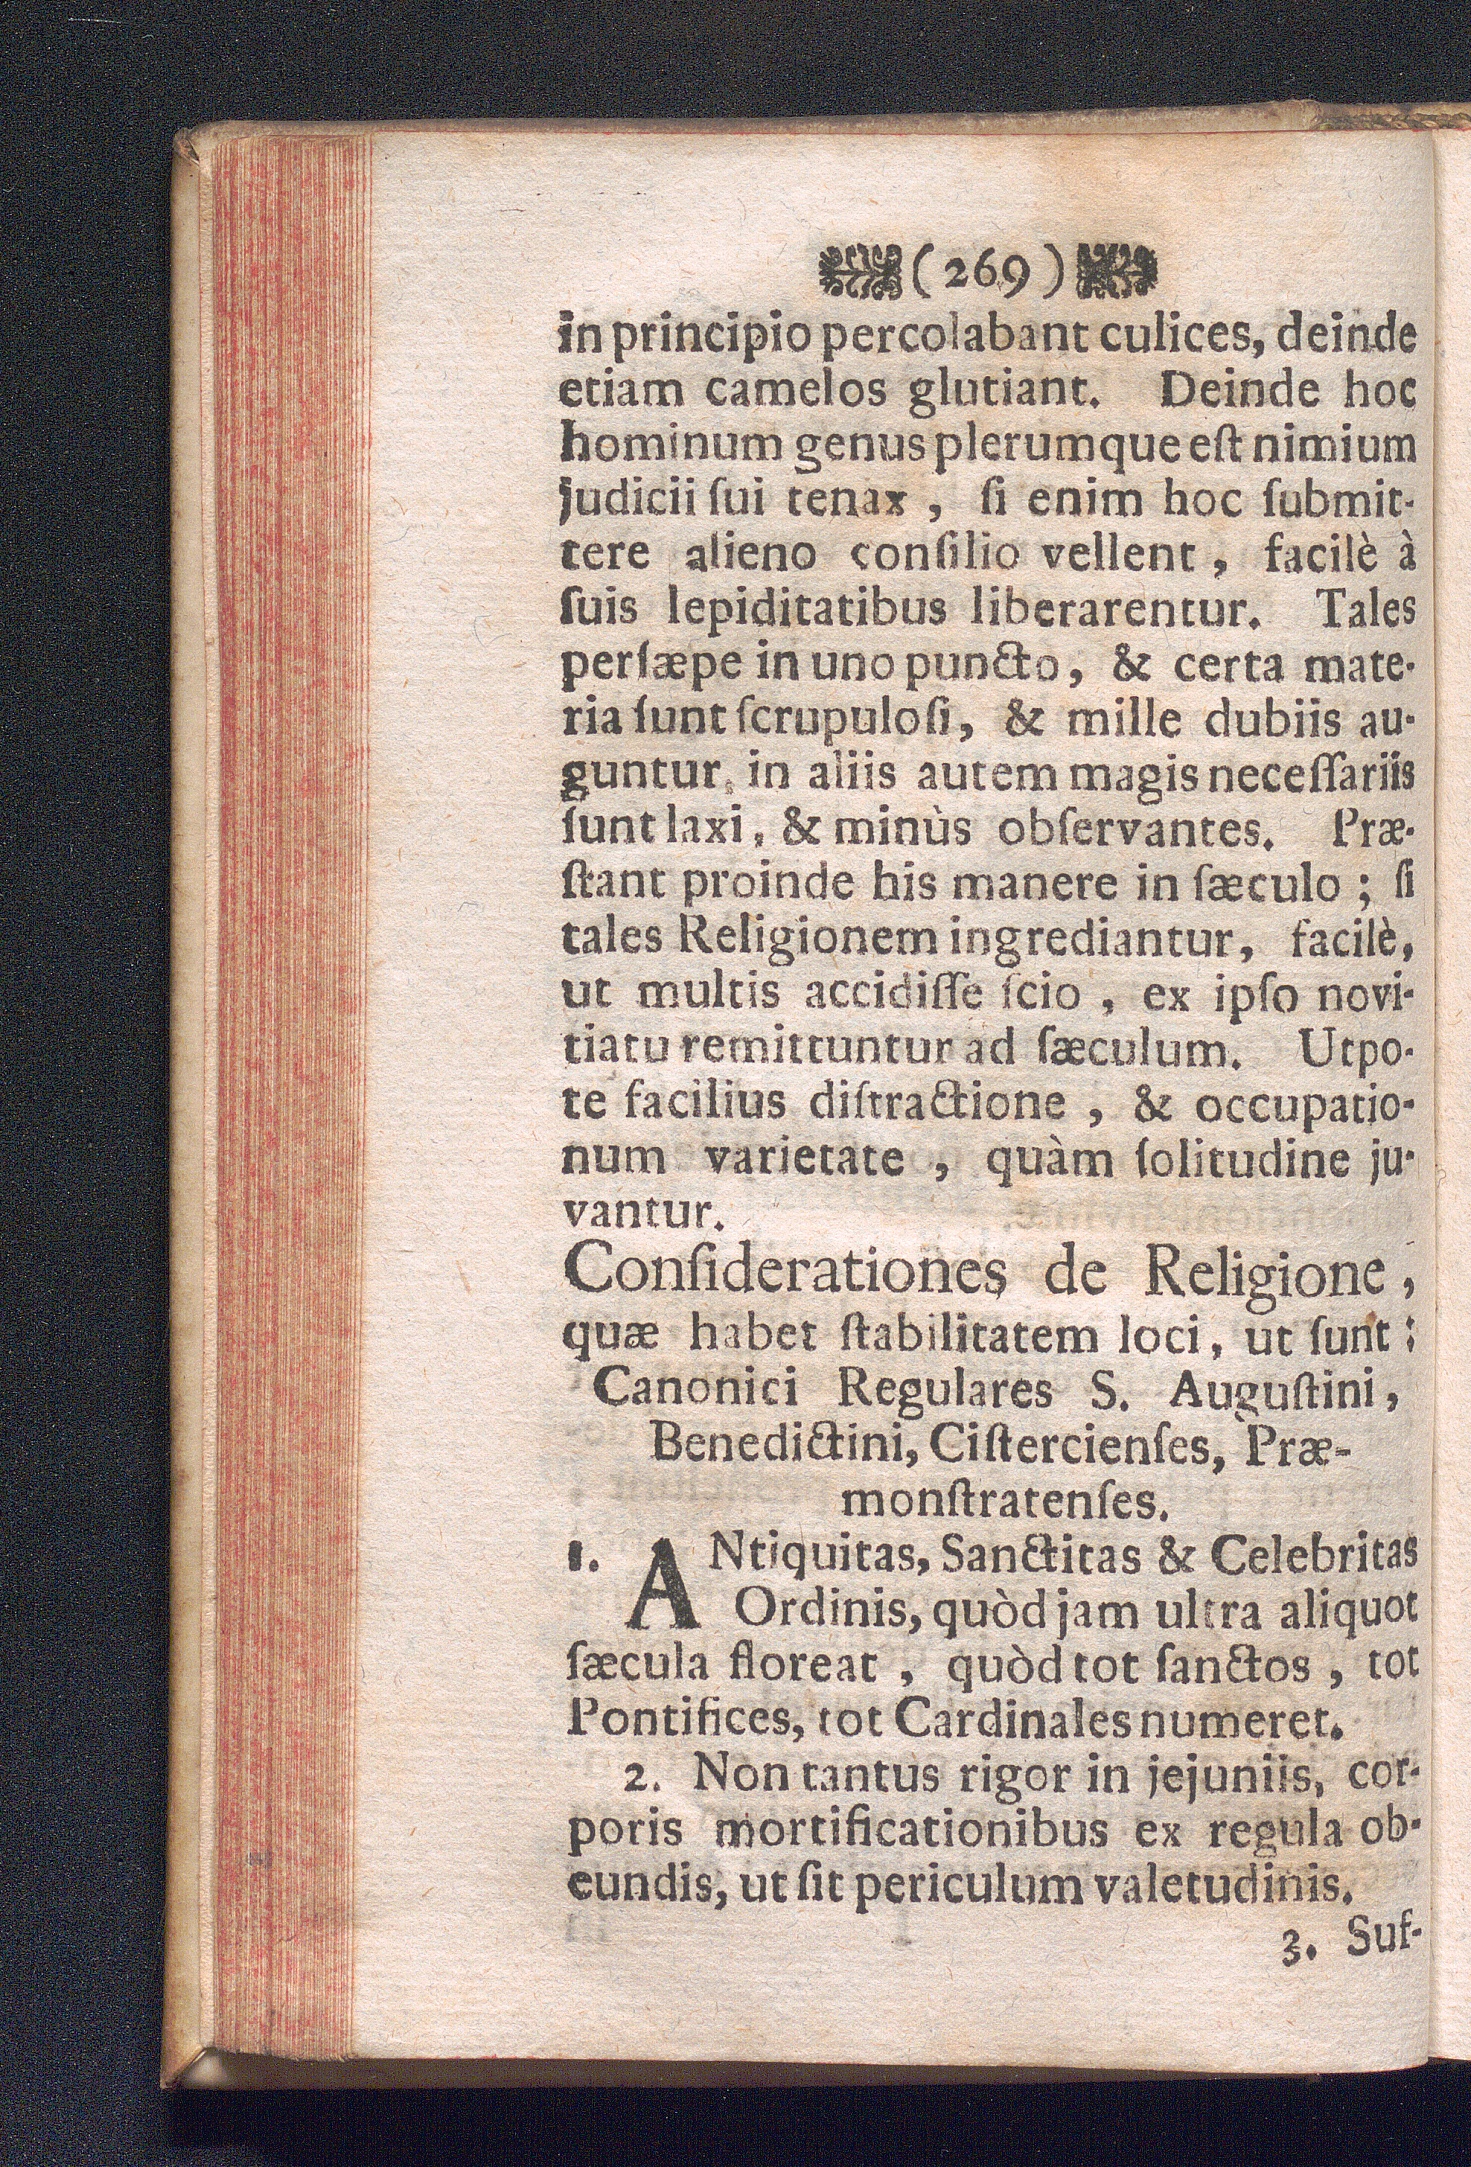 (269)
in principio percolabant culices, deinde
etiam camelos glutiant. Deinde hoc
hominum genus plerumque eſt nimium
judicii ſui tenax, ſi enim hoc ſubmit-
tere alieno conſilio vellent, facilè à
ſuis lepiditatibus liberarentur. Tales
perſæpe in uno puncto, & certa mate-
ria ſunt ſcrupuloſi, & mille dubiis au-
guntur, in aliis autem magis neceſſariis
ſunt laxi, & minùs obſervantes. Præ-
ſtant proinde his manere in ſæculo; ſi
tales Religionem ingrediantur, facilè,
ut multis accidiſſe ſcio, ex ipſo novi-
tiatu remittuntur ad ſæculum. Utpo-
te facilius diſtractione, & occupatio-
num varietate, quàm ſolitudine ju-
vantur.
Conſiderationes de Religione,
quæ habet ſtabilitatem loci, ut ſunt:
Canonici Regulares S. Auguſtini,
Benedictini, Ciſtercienſes, Præ-
monſtratenſes.
1. ANtiquitas, Sanctitas & Celebritas
Ordinis, quòd jam ultra aliquot
ſæcula floreat, quòd tot ſanctos, tot
Pontifices, tot Cardinales numeret.
2. Non tantus rigor in jejuniis, cor-
poris mortificationibus ex regula ob-
eundis, ut ſit periculum valetudinis.
3. Suf-